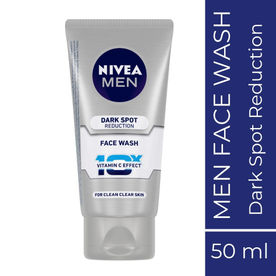 NIVEA
MEN
DARK SPOT
REDUCTION
FACE WASH
10X
VITAMIN C EFFECT
FOR CLEAN CLEAR SKIN
MEN FACE WASH
Dark Spot Reduction
50 ml